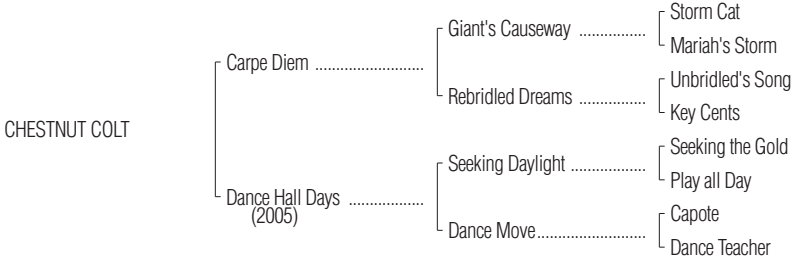 Storm Cat
Giant's Causeway ................
Mariah's Storm
Carpe Diem ..........................
Unbridled's Song
Rebridled Dreams ................
Key Cents
CHESTNUT COLT
Seeking the Gold
Seeking Daylight ..................
Play all Day
Dance Hall Days ..................
(2005)
Capote
Dance Move..........................
Dance Teacher